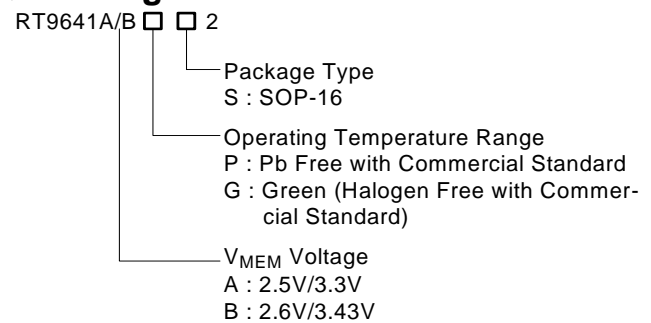 RT9641A/B □ □ 2
Package Type
S : SOP-16
Operating Temperature Range
P : Pb Free with Commercial Standard
G : Green (Halogen Free with Commer-
cial Standard)
VMEM Voltage
A : 2.5V/3.3V
B : 2.6V/3.43V